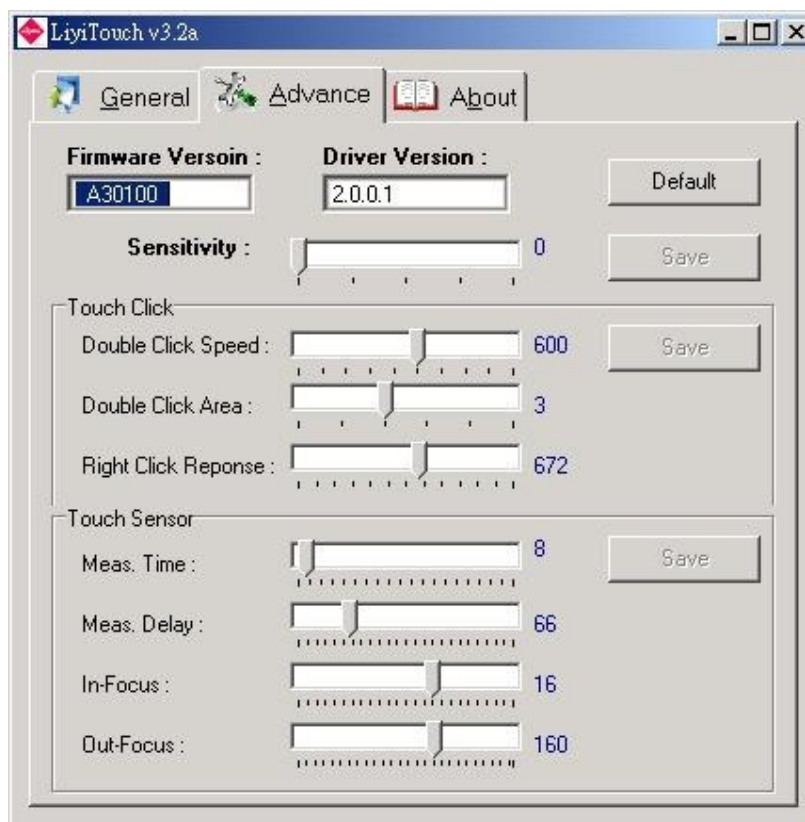 LiyiTouch v3.2a
General Advance About
Firmware Versoin : Driver Version :
A30100 2.0.0.1 Default
Sensitivity : 0 Save
Touch Click
Double Click Speed : 600 Save
Double Click Area : 3
Right Click Reponse : 672
Touch Sensor
Meas. Time : 8 Save
Meas. Delay : 66
In-Focus : 16
Out-Focus : 160